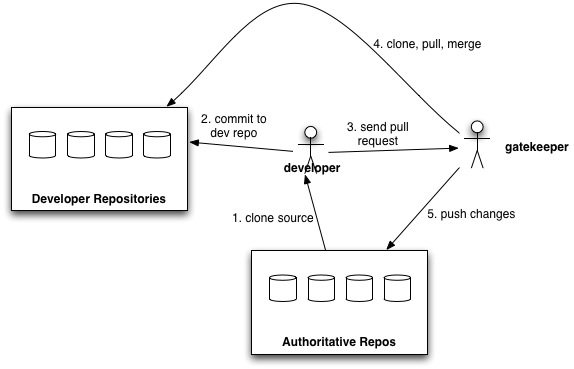 4. clone, pull, merge
2. commit to
dev repo
3. send pull
request
developer
gatekeeper
Developer Repositories
1. clone source
5. push changes
Authoritative Repos